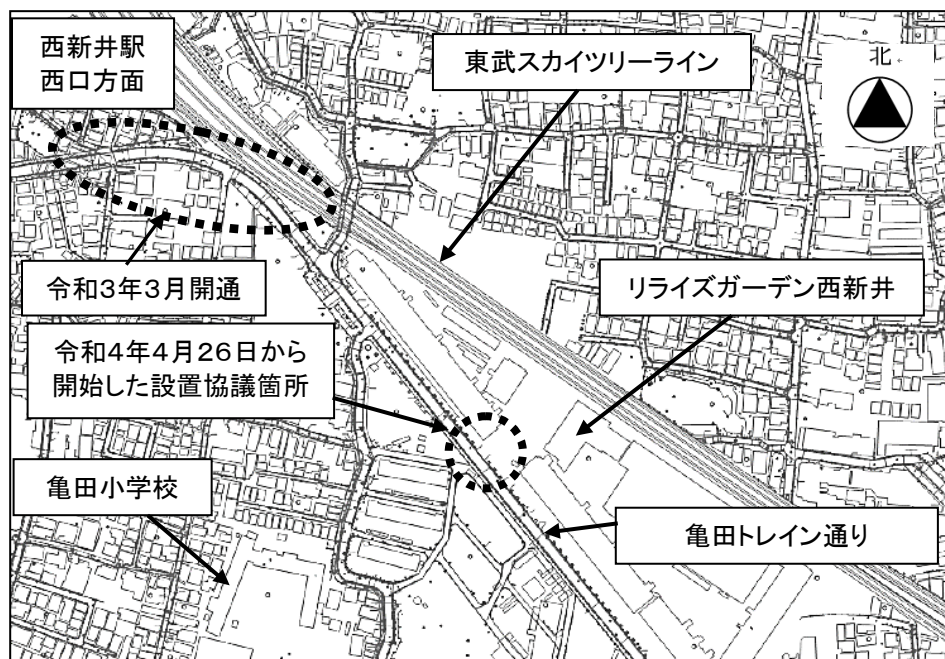 西新井駅
西口方面
東武スカイツリーライン
北
令和３年３月開通
リライズガーデン西新井
令和４年４月２６日から
開始した設置協議箇所
亀田小学校
亀田トレイン通り